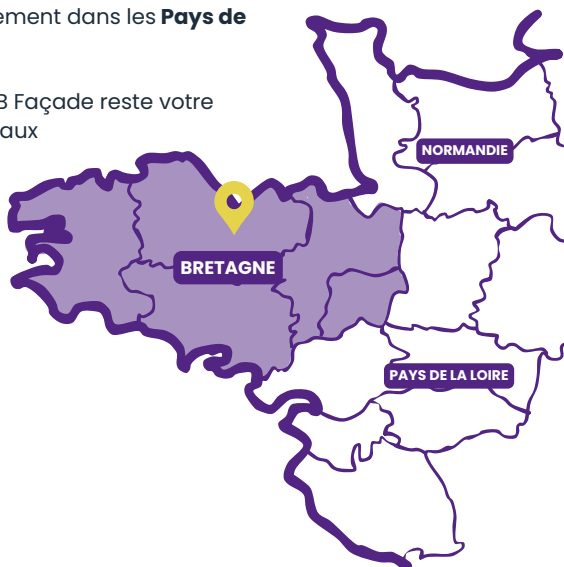 ement dans les Pays de
Façade reste votre
aux
NORMANDIE
BRETAGNE
PAYS DE LA LOIRE